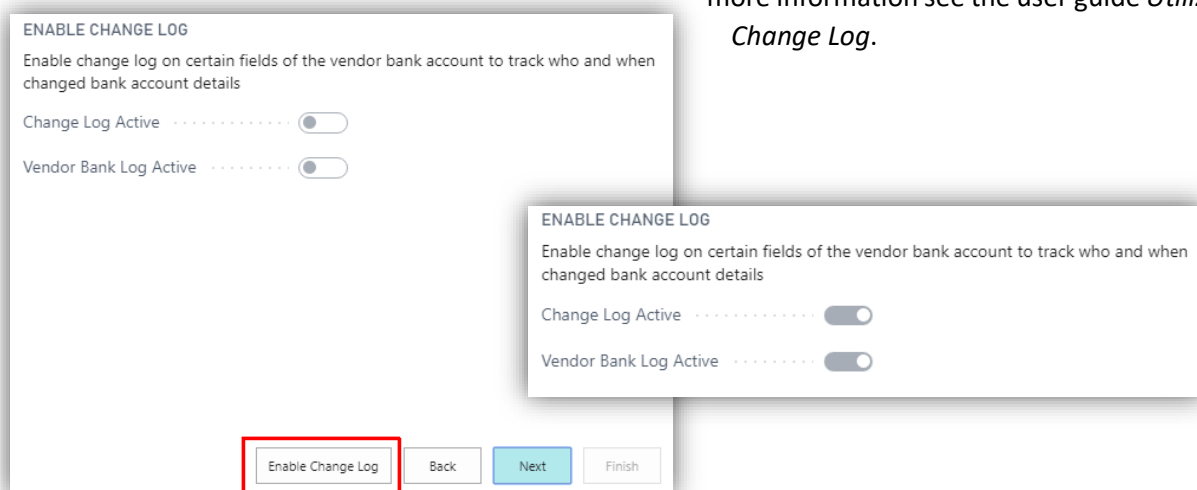 more information see the user guide
Change Log.
ENABLE CHANGE LOG
Enable change log on certain fields of the vendor bank account to track who and when
changed bank account details
Change Log Active
Vendor Bank Log Active
ENABLE CHANGE LOG
Enable change log on certain fields of the vendor bank account to track who and when
changed bank account details
Change Log Active
Vendor Bank Log Active
Enable Change Log Back Next Finish